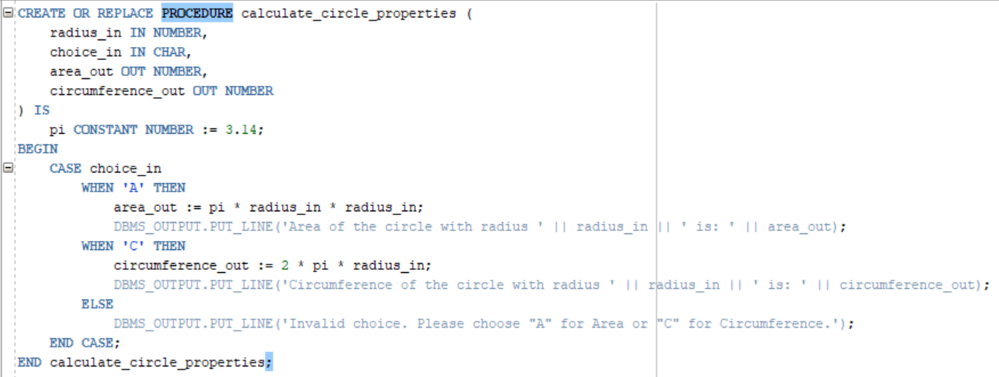 CREATE OR REPLACE PROCEDURE calculate_circle_properties (
    radius_in IN NUMBER,
    choice_in IN CHAR,
    area_out OUT NUMBER,
    circumference_out OUT NUMBER
) IS
    pi CONSTANT NUMBER := 3.14;
BEGIN
    CASE choice_in
        WHEN 'A' THEN
            area_out := pi * radius_in * radius_in;
            DBMS_OUTPUT.PUT_LINE('Area of the circle with radius ' || radius_in || ' is: ' || area_out);
        WHEN 'C' THEN
            circumference_out := 2 * pi * radius_in;
            DBMS_OUTPUT.PUT_LINE('Circumference of the circle with radius ' || radius_in || ' is: ' || circumference_out);
        ELSE
            DBMS_OUTPUT.PUT_LINE('Invalid choice. Please choose "A" for Area or "C" for Circumference.');
    END CASE;
END calculate_circle_properties;